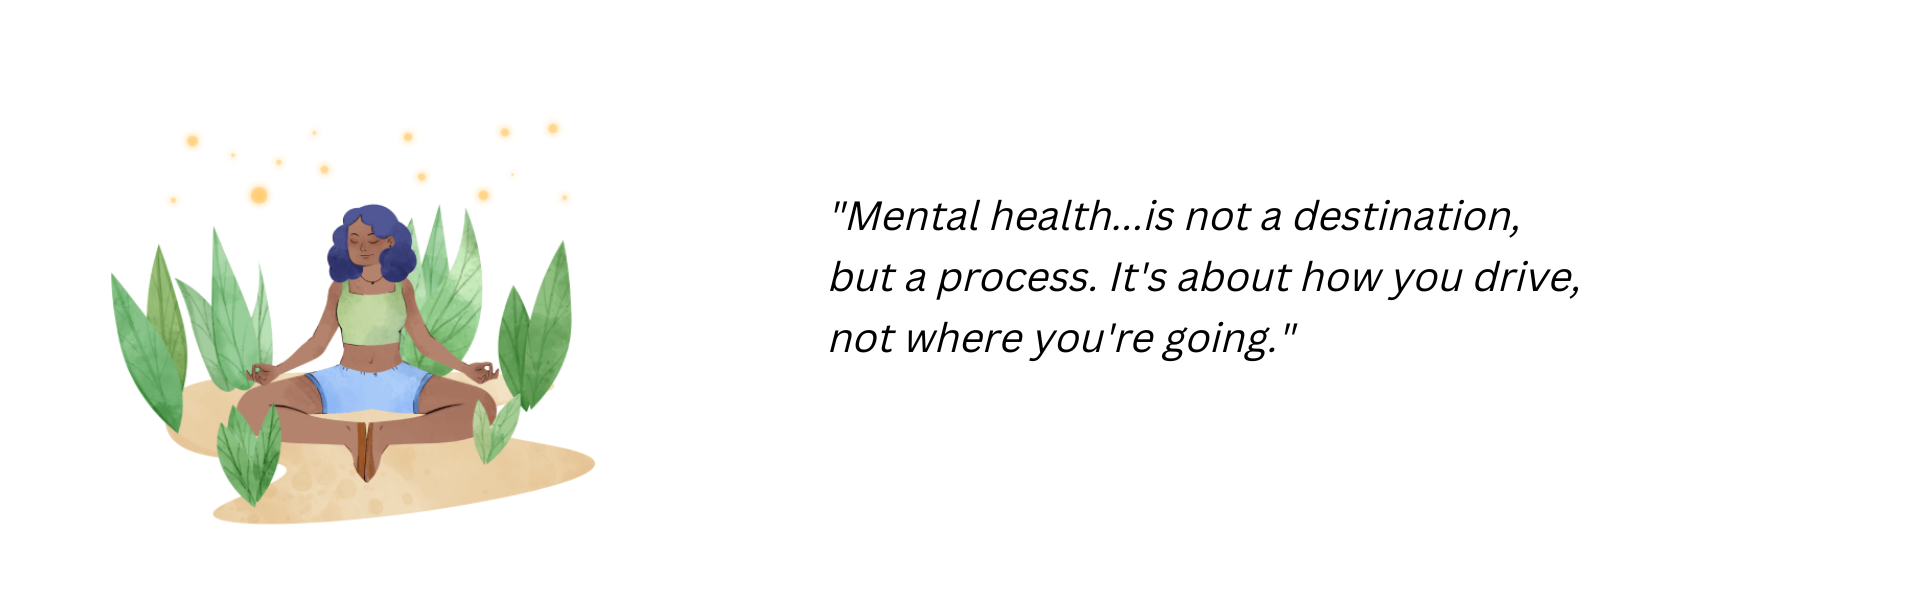 "Mental health...is not a destination,
but a process. It's about how you drive,
not where you're going."